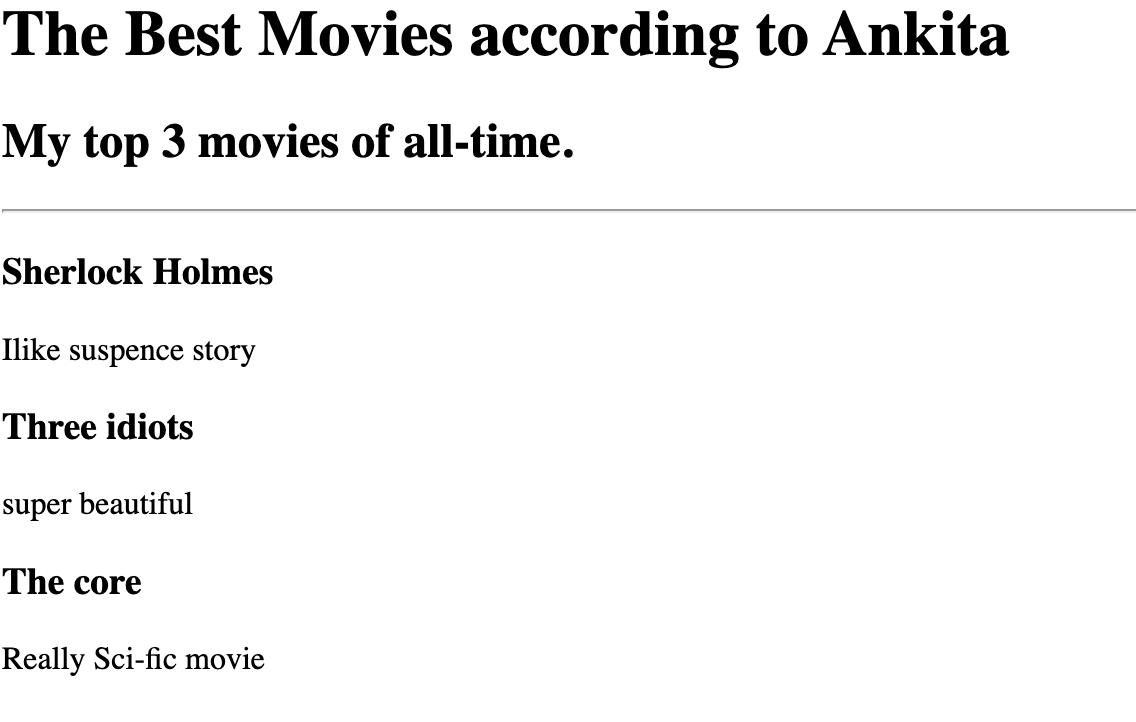 The Best Movies according to Ankita
My top 3 movies of all-time.
Sherlock Holmes
Ilike suspence story
Three idiots
super beautiful
The core
Really Sci-fic movie